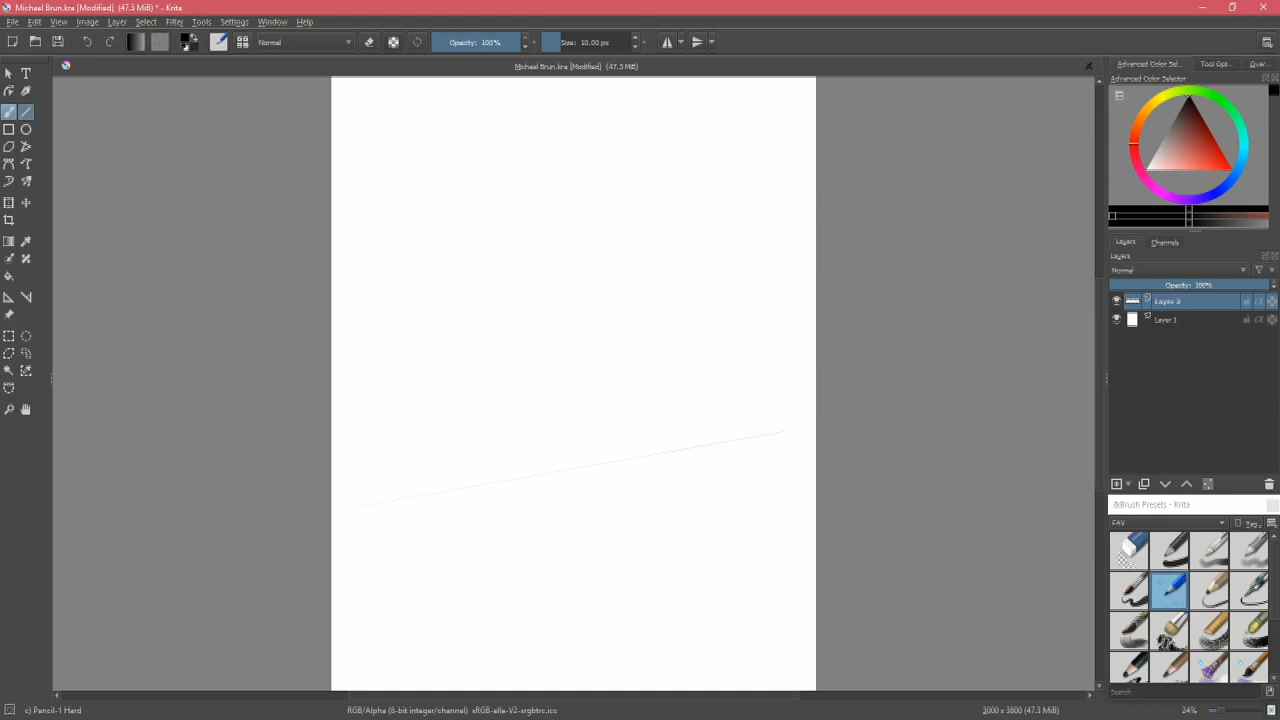 Michael Brun.kra [Modified] (47.3 MiB) * - Krita
File Edit View Image Layer Select Filter Tools Settings Window Help
Normal Opacity: 100% Size: 10.00 px
Michael Brun.kra [Modified] (47.3 MiB)
Advanced Color Sel... Tool Opt... Over...
Advanced Color Selector
Layers Channels
Layers
Normal
Opacity: 100%
Layer 2
Layer 1
Brush Presets - Krita
FAV Tag
Search
c) Pencil-1 Hard RGB/Alpha (8-bit integer/channel) sRGB-elle-V2-srgbtrc.icc 3000 x 3800 (47.3 MiB) 24%